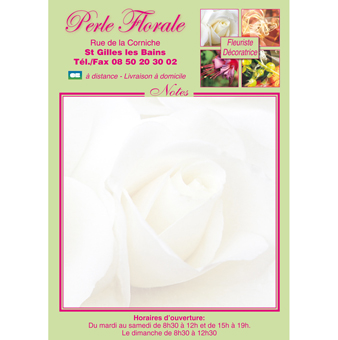 Perle Florale
Rue de la Corniche
St Gilles les Bains
Tél./Fax 08 50 20 30 02
à distance - Livraison à domicile
Fleuriste
Décoratrice
Notes
Horaires d'ouverture:
Du mardi au samedi de 8h30 à 12h et de 15h à 19h.
Le dimanche de 8h30 à 12h30